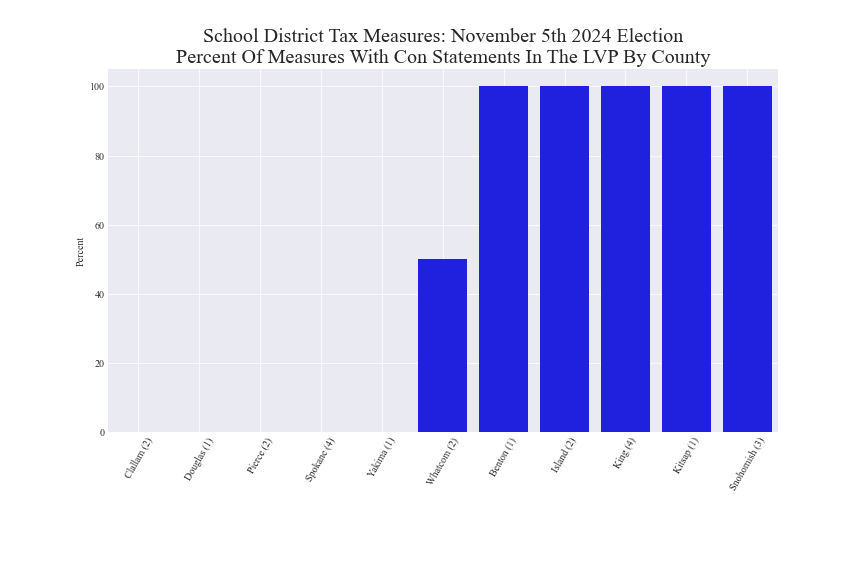 School District Tax Measures: November 5th 2024 Election
Percent Of Measures With Con Statements In The LVP By County
Percent
100
80
60
40
20
0
Clallam (2)
Douglas (1)
Pierce (2)
Spokane (4)
Yakima (1)
Whatcom (2)
Benton (1)
Island (2)
King (4)
Kitsap (1)
Snohomish (3)